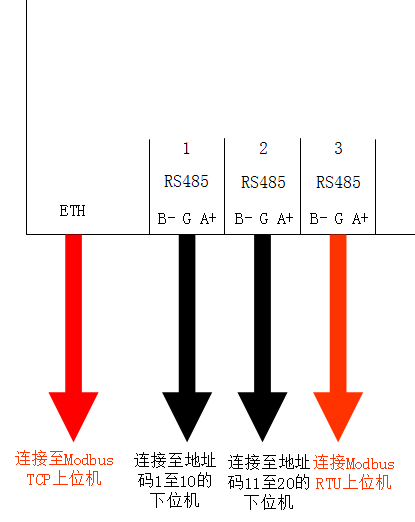 1 2 3
RS485 RS485 RS485
ETH
B- G A+ B- G A+ B- G A+
连接至Modbus
TCP上位机
连接至地址
码1至10的
下位机
连接至地址
码11至20的
下位机
连接Modbus
RTU上位机